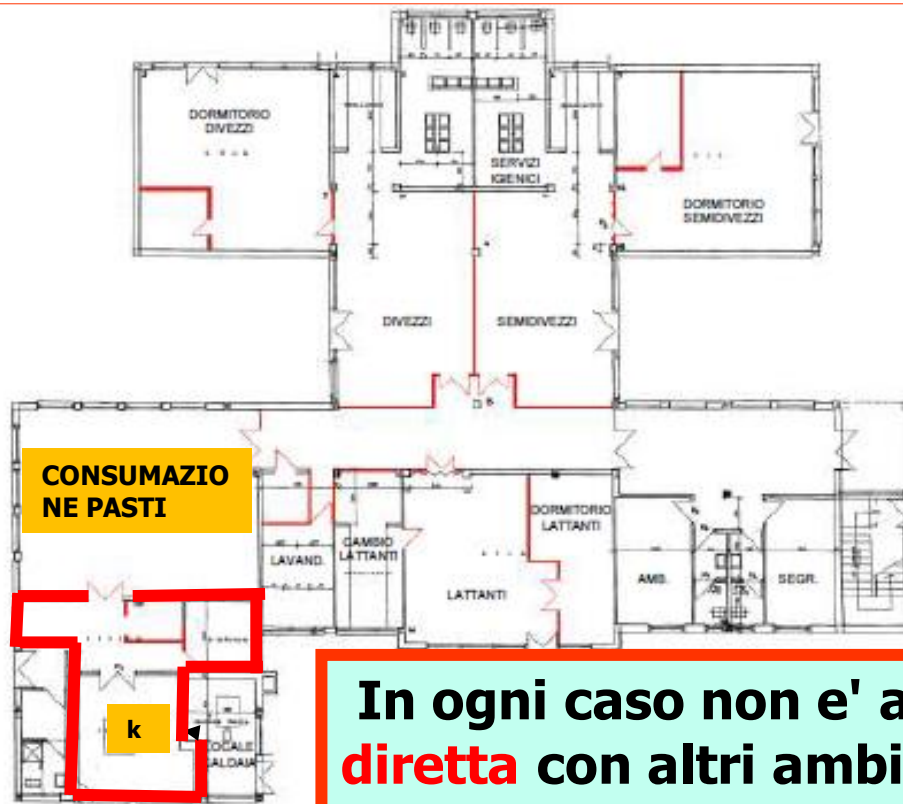 DORMITORIO
DIVEZZI
SERVIZI
IGIENICI
DORMITORIO
SEMIDIVEZZI
DIVEZZI
SEMIDIVEZZI
CONSUMAZIO
NE PASTI
LAVAND.
CAMBIO
LATTANTI
LATTANTI
DORMITORIO
LATTANTI
AMB.
SEGR.
k
LOCALE
CALDAIA
In ogni caso non e' a
diretta con altri ambi